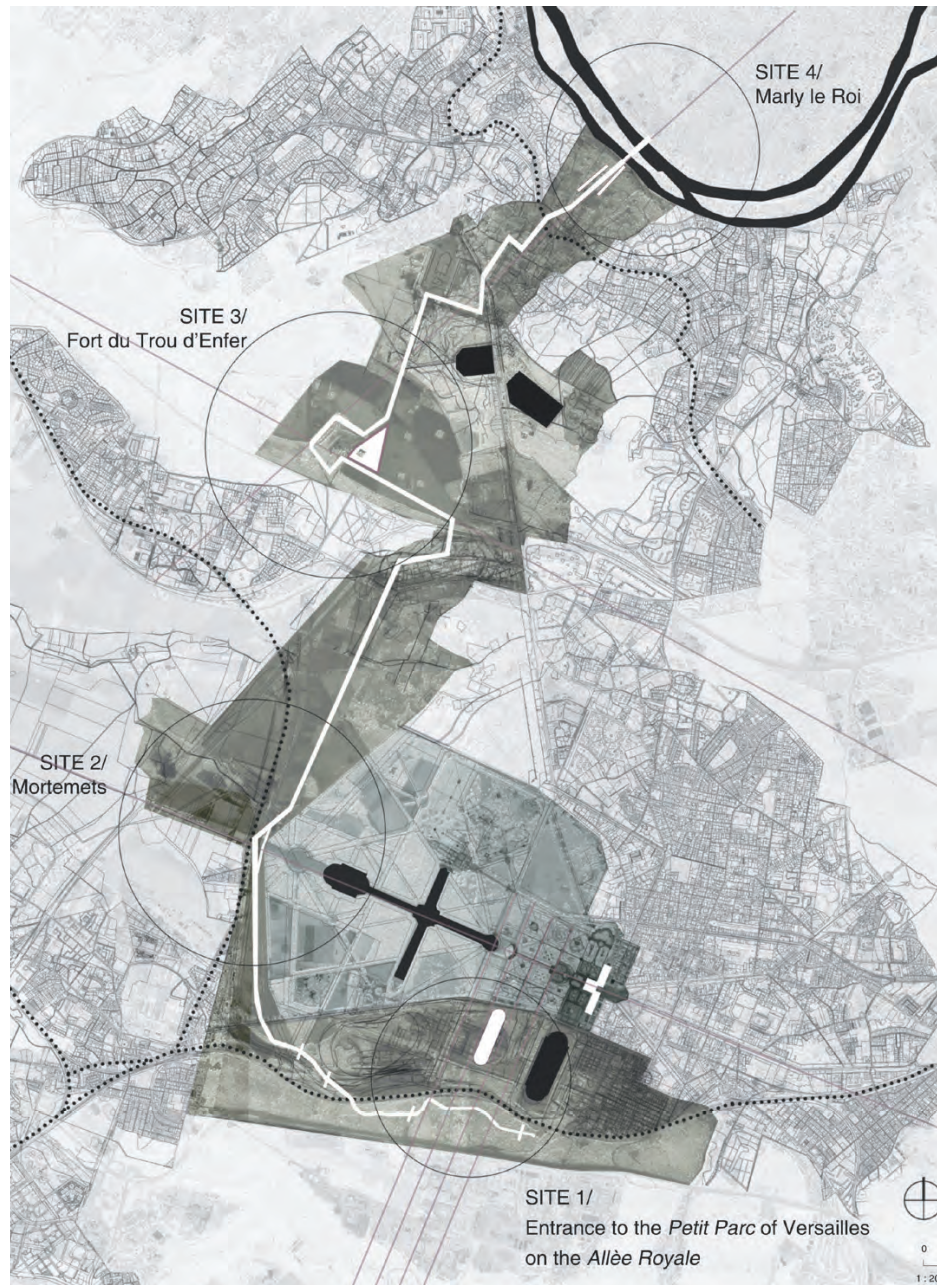 SITE 4/
Marly le Roi
SITE 3/
Fort du Trou d'Enfer
SITE 2/
Mortemets
SITE 1/
Entrance to the Petit Parc of Versailles
on the Allèe Royale
0